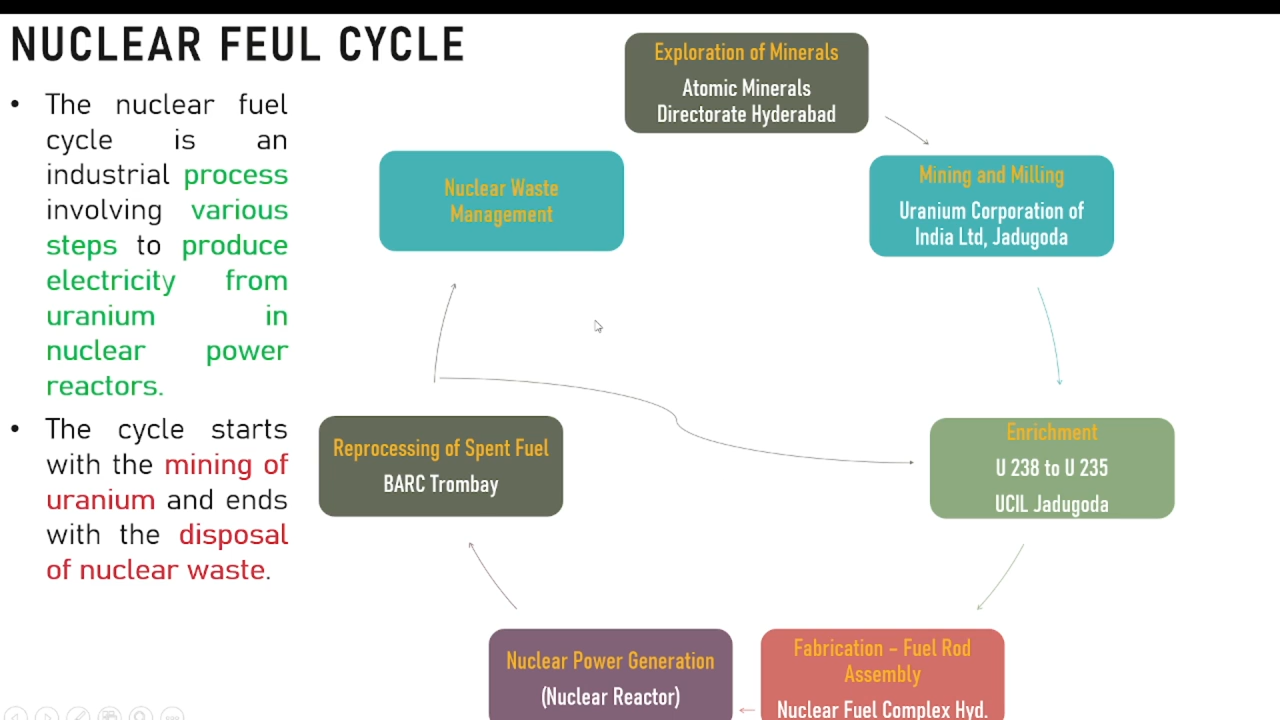 NUCLEAR FEUL CYCLE
• The nuclear fuel
cycle is an
industrial process
involving various
steps to produce
electricity from
uranium in
nuclear power
reactors.
• The cycle starts
with the mining of
uranium and ends
with the disposal
of nuclear waste.
Exploration of Minerals
Atomic Minerals
Directorate Hyderabad
Mining and Milling
Uranium Corporation of
India Ltd, Jadugoda
Enrichment
U 238 to U 235
UCIL Jadugoda
Fabrication – Fuel Rod
Assembly
Nuclear Fuel Complex Hyd.
Nuclear Power Generation
(Nuclear Reactor)
Reprocessing of Spent Fuel
BARC Trombay
Nuclear Waste
Management